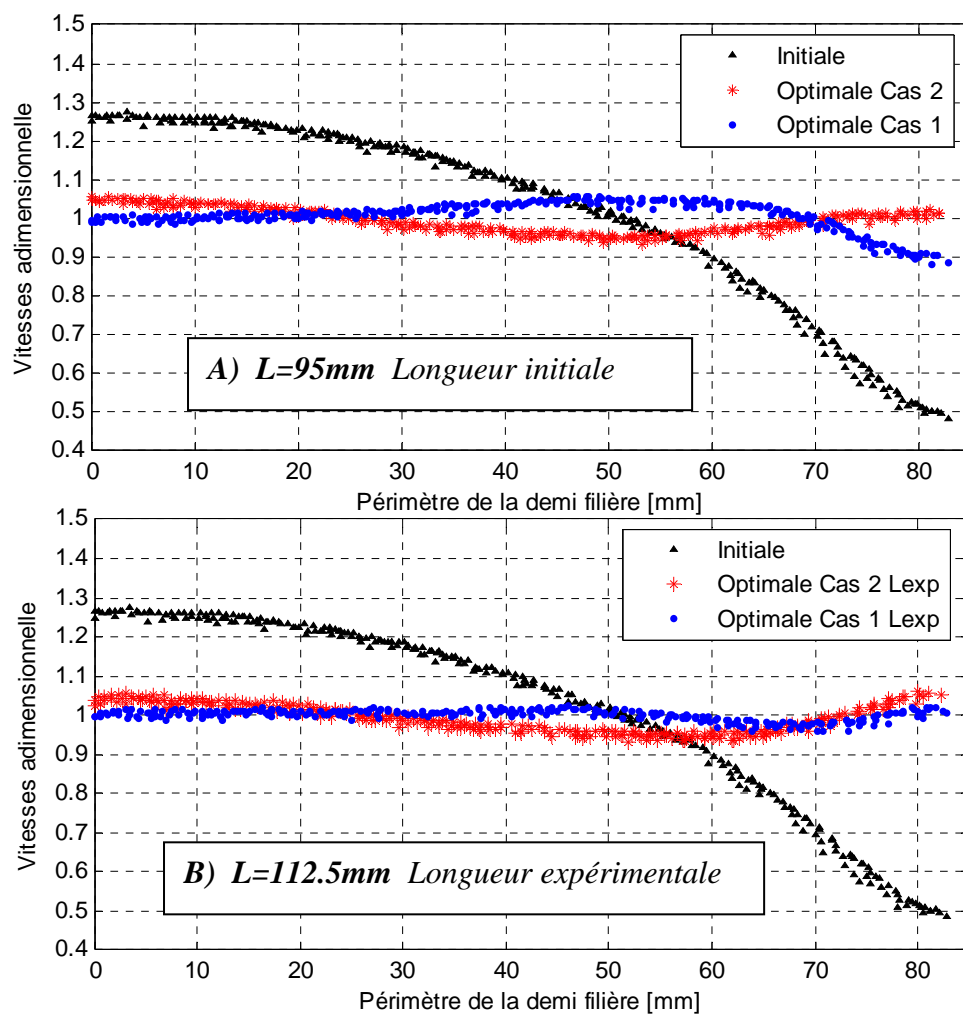 1.5
1.4
1.3
1.2
1.1
1
0.9
0.8
0.7
0.6
0.5
0.4
Vitesses adimensionnelle
Initiale
Optimale Cas 2
Optimale Cas 1
A) L=95mm Longueur initiale
0 10 20 30 40 50 60 70 80
Périmètre de la demi filière [mm]
1.5
1.4
1.3
1.2
1.1
1
0.9
0.8
0.7
0.6
0.5
0.4
Vitesses adimensionnelle
Initiale
Optimale Cas 2 Lexp
Optimale Cas 1 Lexp
B) L=112.5mm Longueur expérimentale
0 10 20 30 40 50 60 70 80
Périmètre de la demi filière [mm]